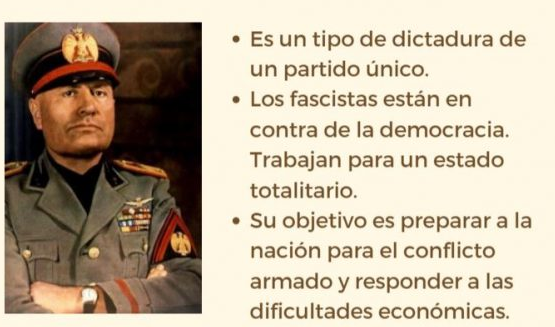 Es un tipo de dictadura de
un partido único.
Los fascistas están en
contra de la democracia.
Trabajan para un estado
totalitario.
Su objetivo es preparar a la
nación para el conflicto
armado y responder a las
dificultades económicas.